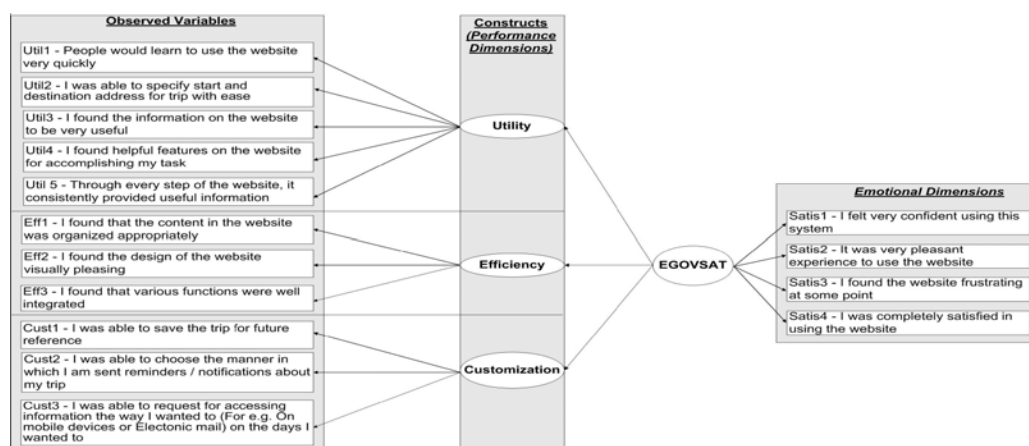 Observed Variables
Util1 - People would learn to use the website
very quickly
Util2 - I was able to specify start and
destination address for trip with ease
Util3 - I found the information on the website
to be very useful
Util4 - I found helpful features on the website
for accomplishing my task
Util 5 - Through every step of the website, it
consistently provided useful information
Eff1 - I found that the content in the website
was organized appropriately
Eff2 - I found the design of the website
visually pleasing
Eff3 - I found that various functions were well
integrated
Cust1 - I was able to save the trip for future
reference
Cust2 - I was able to choose the manner in
which I am sent reminders / notifications about
my trip
Cust3 - I was able to request for accessing
information the way I wanted to (For e.g. On
mobile devices or Electonic mail) on the days I
wanted to
Constructs
(Performance
Dimensions)
Utility
Efficiency
Customization
EGOVSAT
Emotional Dimensions
Satis1 - I felt very confident using this
system
Satis2 - It was very pleasant
experience to use the website
Satis3 - I found the website frustrating
at some point
Satis4 - I was completely satisfied in
using the website